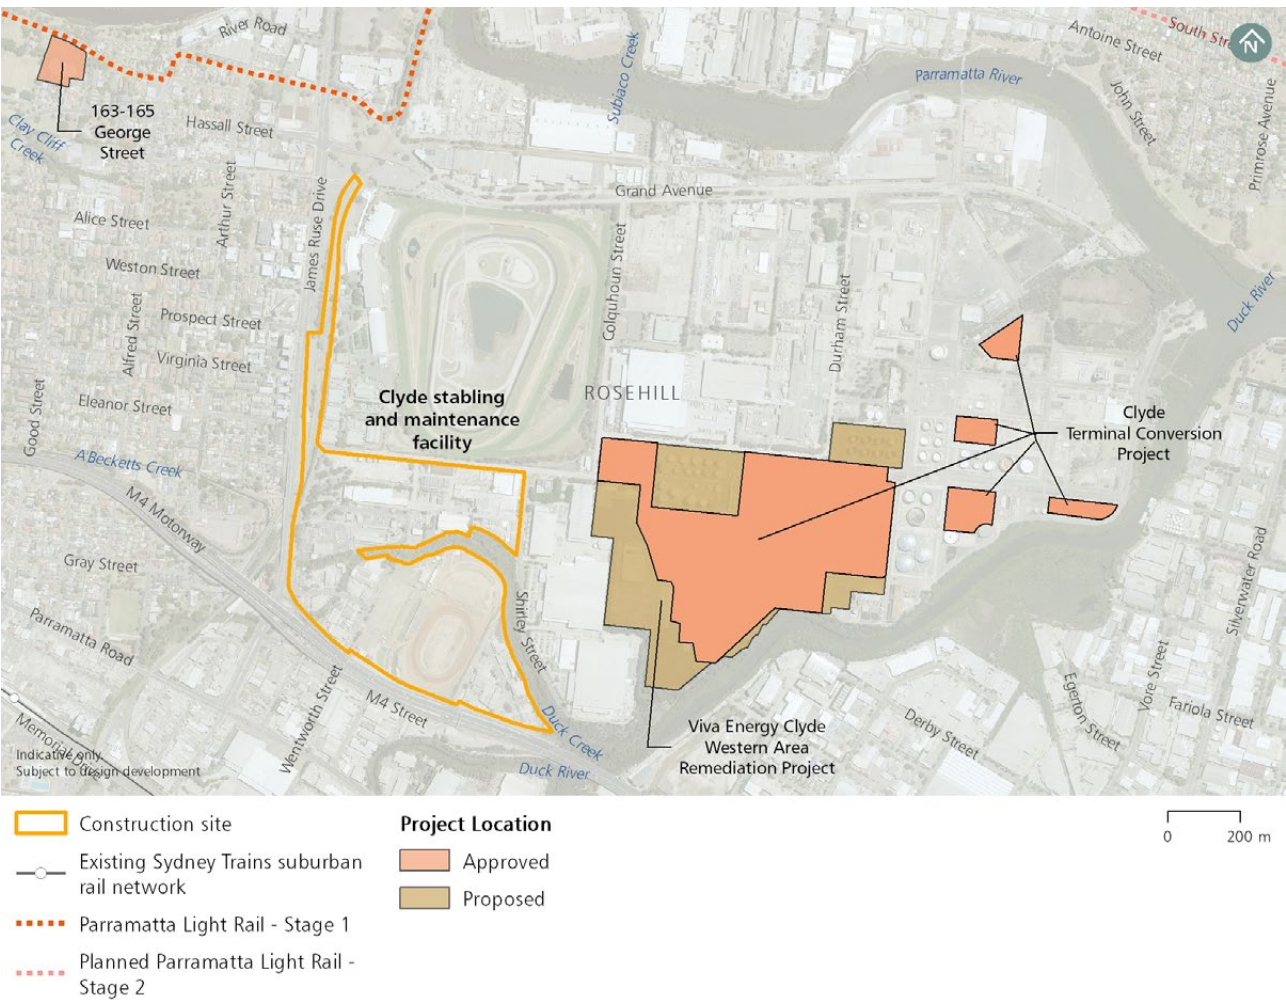 River Road
Subiaco Creek
Parramatta River
Antoine Street
South Str
N
John Street
Primrose Avenue
163-165
George
Street
Clay Cliff
Creek
Hassall Street
Arthur Street
James Ruse Drive
Grand Avenue
Alice Street
Weston Street
Colquhoun Street
Durham Street
Duck River
Alfred Street
Prospect Street
Virginia Street
Good Street
Eleanor Street
Clyde stabling
and maintenance
facility
ROSEHILL
Clyde
Terminal Conversion
Project
A'Becketts Creek
M4 Motorway
Gray Street
Shirley Street
Silverwater Road
Parramatta Road
Wentworth Street
M4 Street
Duck Creek
Duck River
Viva Energy Clyde
Western Area
Remediation Project
Derby Street
Egerton Street
Vore Street
Fariola Street
Memorial Drive
Indicative only
Subject to design development
Construction site
Existing Sydney Trains suburban
rail network
Parramatta Light Rail - Stage 1
Planned Parramatta Light Rail -
Stage 2
Project Location
Approved
Proposed
0 200 m